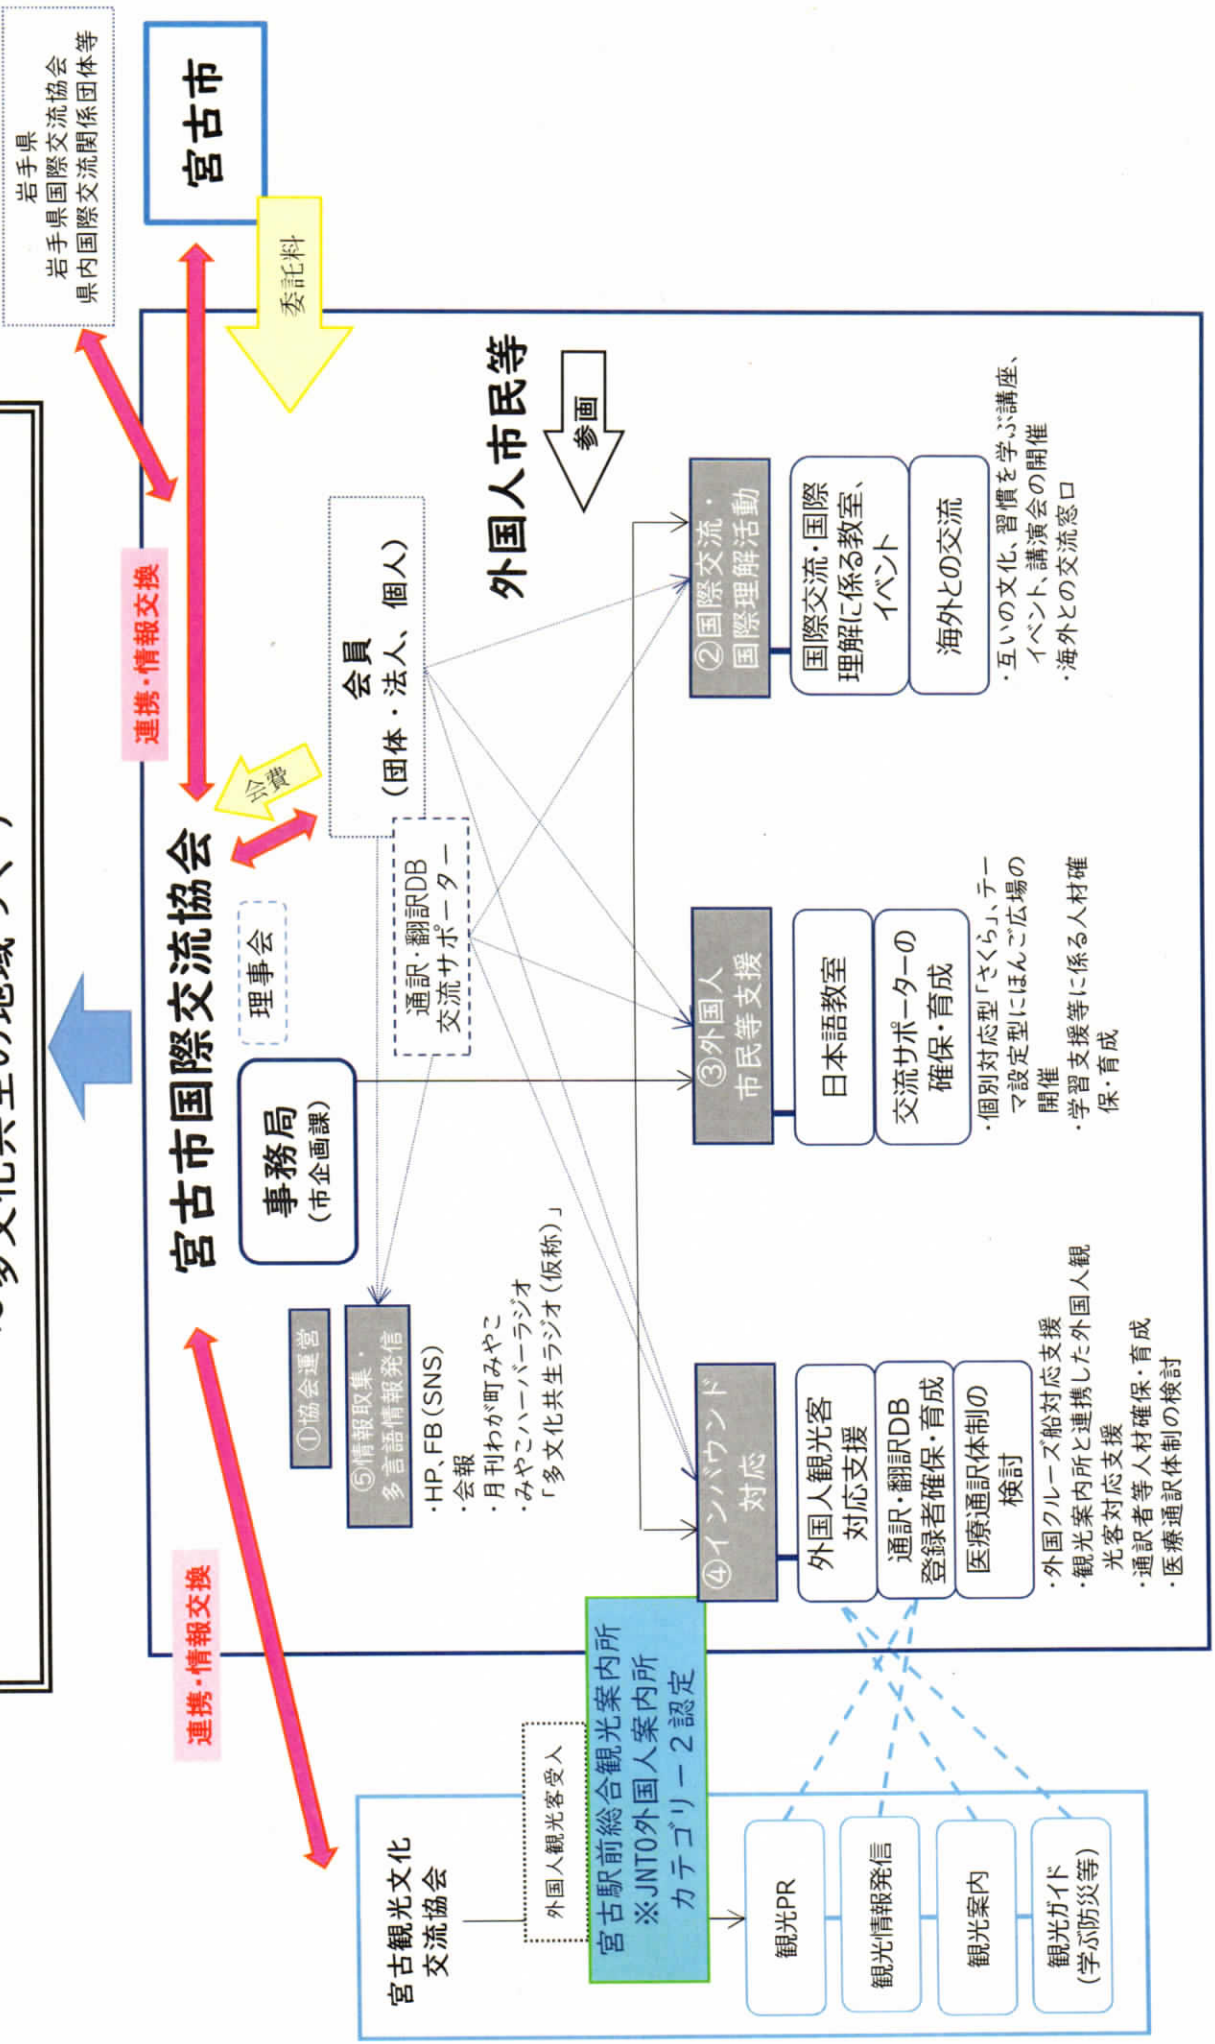 多文化共生の地域づくり
岩手県
岩手県国際交流協会
県内国際交流関係団体等
宮古市
委託料
連携・情報交換
連携・情報交換
宮古市国際交流協会
事務局
(市企画課)
理事会
会費
会員
(団体・法人、個人)
通訳・翻訳DB
交流サポーター
外国人市民等
参画
①協会運営
⑤情報取集・
多言語情報発信
・HP、FB(SNS)
・会報
・月刊わが町みやこ
・みやこハーバーラジオ
「多文化共生ラジオ(仮称)」
④インバウンド
対応
外国人観光客
対応支援
通訳・翻訳DB
登録者確保・育成
医療通訳体制の
検討
・外国クルーズ船対応支援
・観光案内所と連携した外国人観
光客対応支援
・通訳者等人材確保・育成
・医療通訳体制の検討
③外国人
市民等支援
日本語教室
交流サポーターの
確保・育成
・個別対応型「さくら」、テー
マ設定型にほんご広場の
開催
・学習支援等に係る人材確
保・育成
②国際交流・
国際理解活動
国際交流・国際
理解に係る教室、
イベント
海外との交流
・互いの文化、習慣を学ぶ講座、
イベント、講演会の開催
・海外との交流窓口
宮古観光文化
交流協会
外国人観光客受入
宮古駅前総合観光案内所
※JNTO外国人案内所
カテゴリー2認定
観光PR
観光情報発信
観光案内
観光ガイド
(学ぶ防災等)